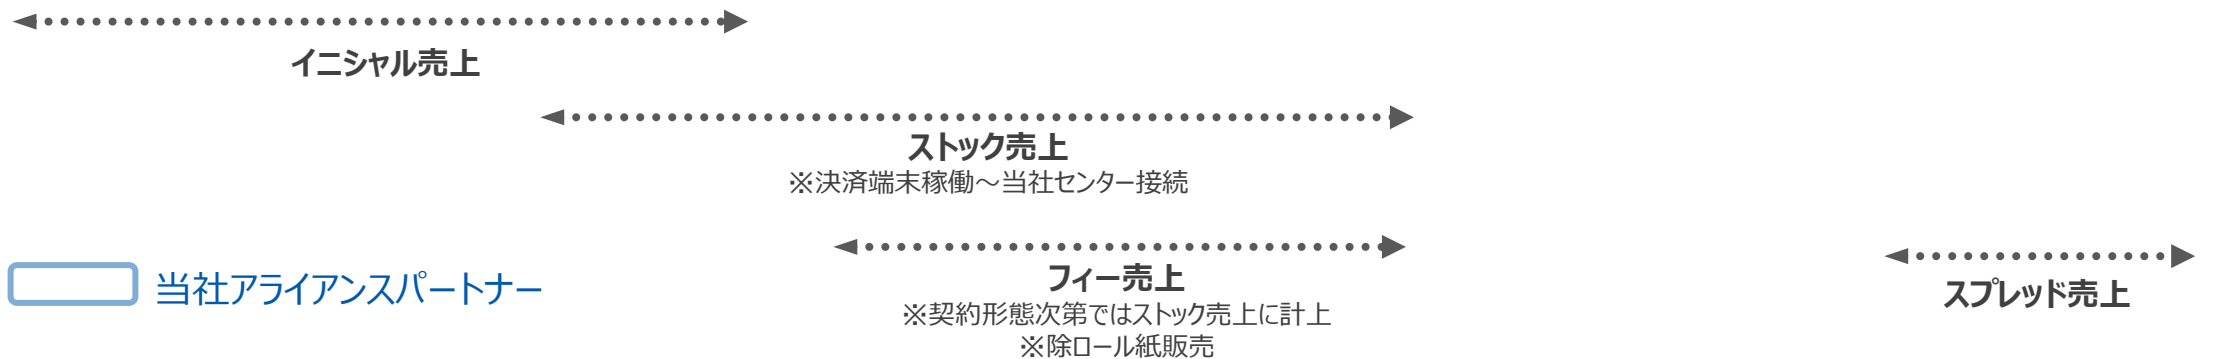 イニシャル売上
ストック売上
※決済端末稼働～当社センター接続
当社アライアンスパートナー
フィー売上
※契約形態次第ではストック売上に計上
※除ロール紙販売
スプレッド売上